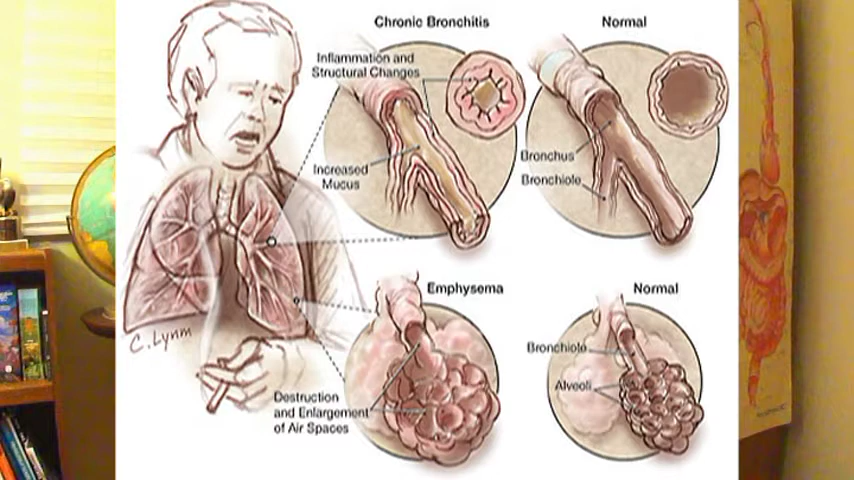 Chronic Bronchitis
Normal
Inflammation and
Structural Changes
Increased
Mucus
Bronchus
Bronchiole
Emphysema
Normal
Bronchiole
Alveoli
Destruction
and Enlargement
of Air Spaces
C. Lynm